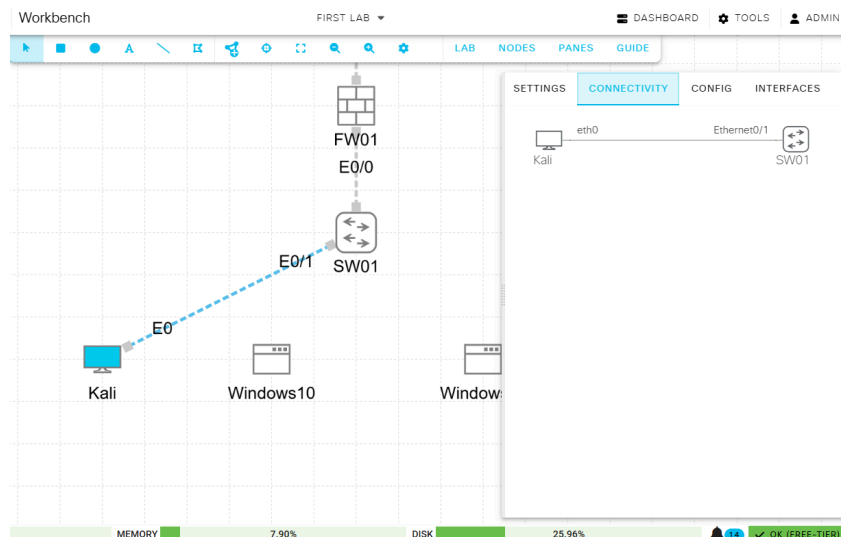 Workbench FIRST LAB DASHBOARD TOOLS ADMIN
A LAB NODES PANES GUIDE
SETTINGS CONNECTIVITY CONFIG INTERFACES
eth0 Ethernet0/1
Kali SW01
FW01
E0/0
E0/1 SW01
E0
Kali Windows10 Windows
MEMORY 7.90% DISK 25.96% 14 OK (FREE-TIER)